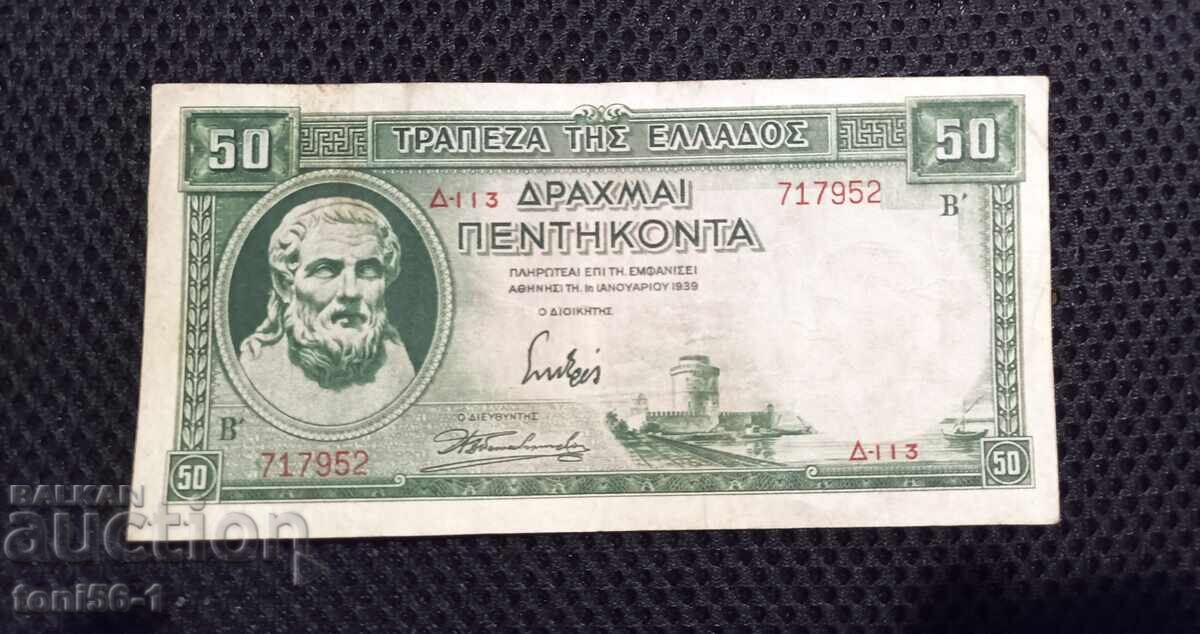 50 ΤΡΑΠΕΖΑ ΤΗΣ ΕΛΛΑΔΟΣ 50
Δ-113 ΔΡΑΧΜΑΙ 717952 Β΄
ΠΕΝΤΗΚΟΝΤΑ
ΠΛΗΡΩΤΕΑΙ ΕΠΙ ΤΗ. ΕΜΦΑΝΙΣΕΙ
ΑΘΗΝΗΣΙ ΤΗ. 1η ΙΑΝΟΥΑΡΙΟΥ 1939
Ο ΔΙΟΙΚΗΤΗΣ
Ο ΔΙΕΥΘΥΝΤΗΣ
Β΄
717952 Δ-113
50 50
BALKAN
auction
toni56-1